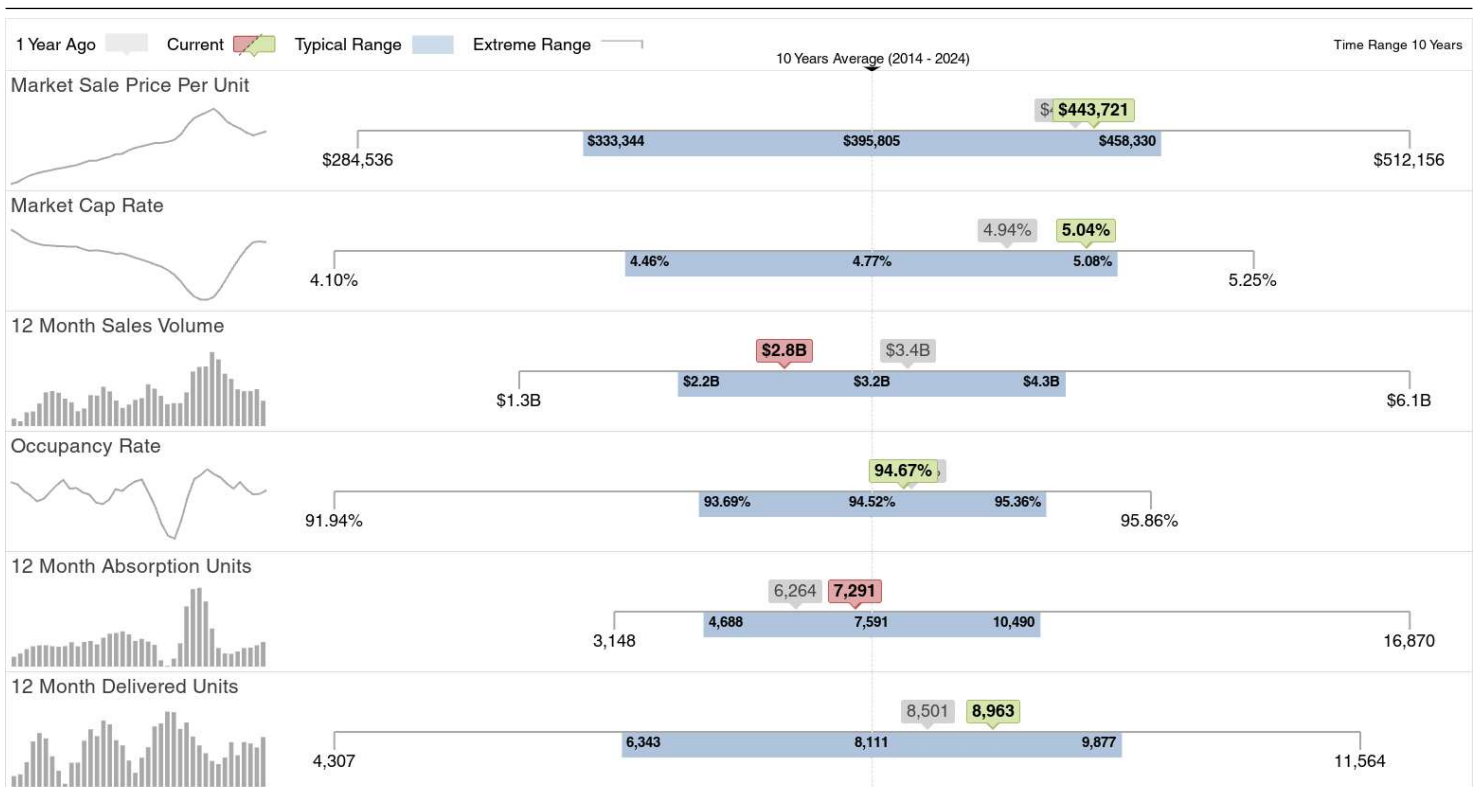 1 Year Ago Current Typical Range Extreme Range
10 Years Average (2014 - 2024)
Time Range 10 Years
Market Sale Price Per Unit
$443,721
$333,344 $395,805 $458,330
$284,536 $512,156
Market Cap Rate
4.94% 5.04%
4.46% 4.77% 5.08%
4.10% 5.25%
12 Month Sales Volume
$2.8B $3.4B
$2.2B $3.2B $4.3B
$1.3B $6.1B
Occupancy Rate
94.67%
93.69% 94.52% 95.36%
91.94% 95.86%
12 Month Absorption Units
6,264 7,291
4,688 7,591 10,490
3,148 16,870
12 Month Delivered Units
8,501 8,963
6,343 8,111 9,877
4,307 11,564